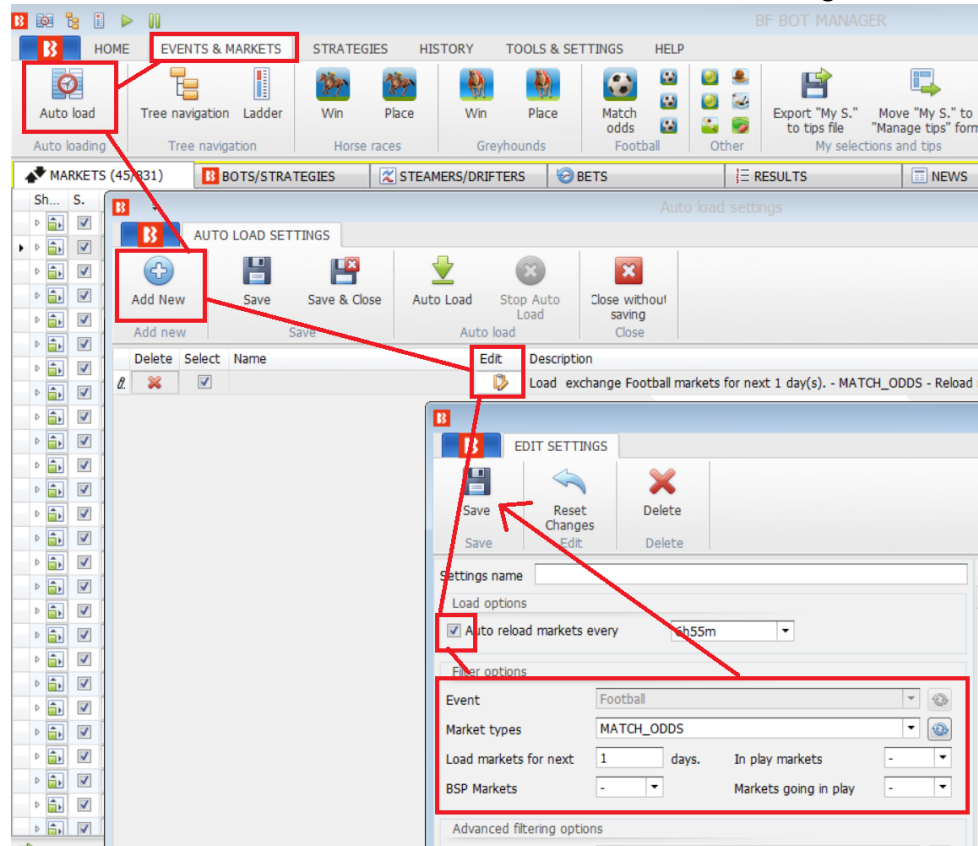 BF BOT MANAGER
B HOME EVENTS & MARKETS STRATEGIES HISTORY TOOLS & SETTINGS HELP
Auto load Tree navigation Ladder Win Place Win Place Match odds Export "My S." to tips file Move "My S." to "Manage tips" form
Auto loading Tree navigation Horse races Greyhounds Football Other My selections and tips
MARKETS (45/831) B BOTS/STRATEGIES STEAMERS/DRIFTERS BETS RESULTS NEWS
Sh... S.
Auto load settings
B AUTO LOAD SETTINGS
Add New Save Save & Close Auto Load Stop Auto Load Close without saving
Add new Save Auto load Close
Delete Select Name Edit Description
Load exchange Football markets for next 1 day(s). - MATCH_ODDS - Reload
B EDIT SETTINGS
Save Reset Changes Delete
Save Edit Delete
Settings name
Load options
Auto reload markets every 6h55m
Filter options
Event Football
Market types MATCH_ODDS
Load markets for next 1 days. In play markets -
BSP Markets - Markets going in play -
Advanced filtering options